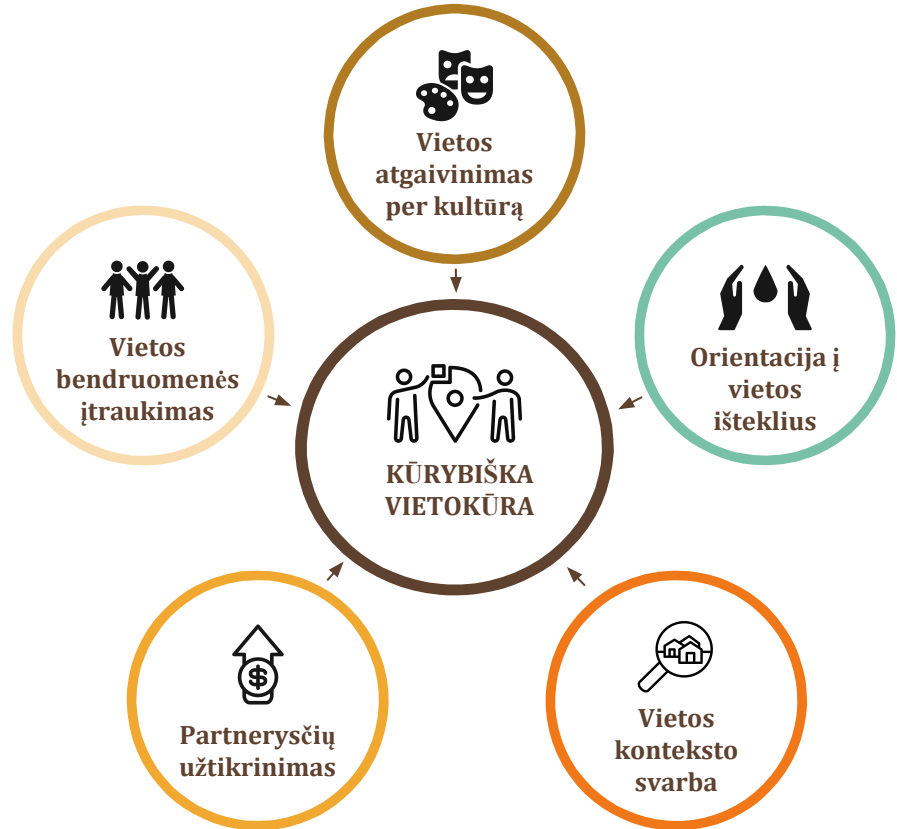 Vietos
atgaivinimas
per kultūrą
Vietos
bendruomenės
įtraukimas
Orientacija į
vietos
išteklius
KŪRYBIŠKA
VIETOKŪRA
$
Partnerysčių
užtikrinimas
Vietos
konteksto
svarba